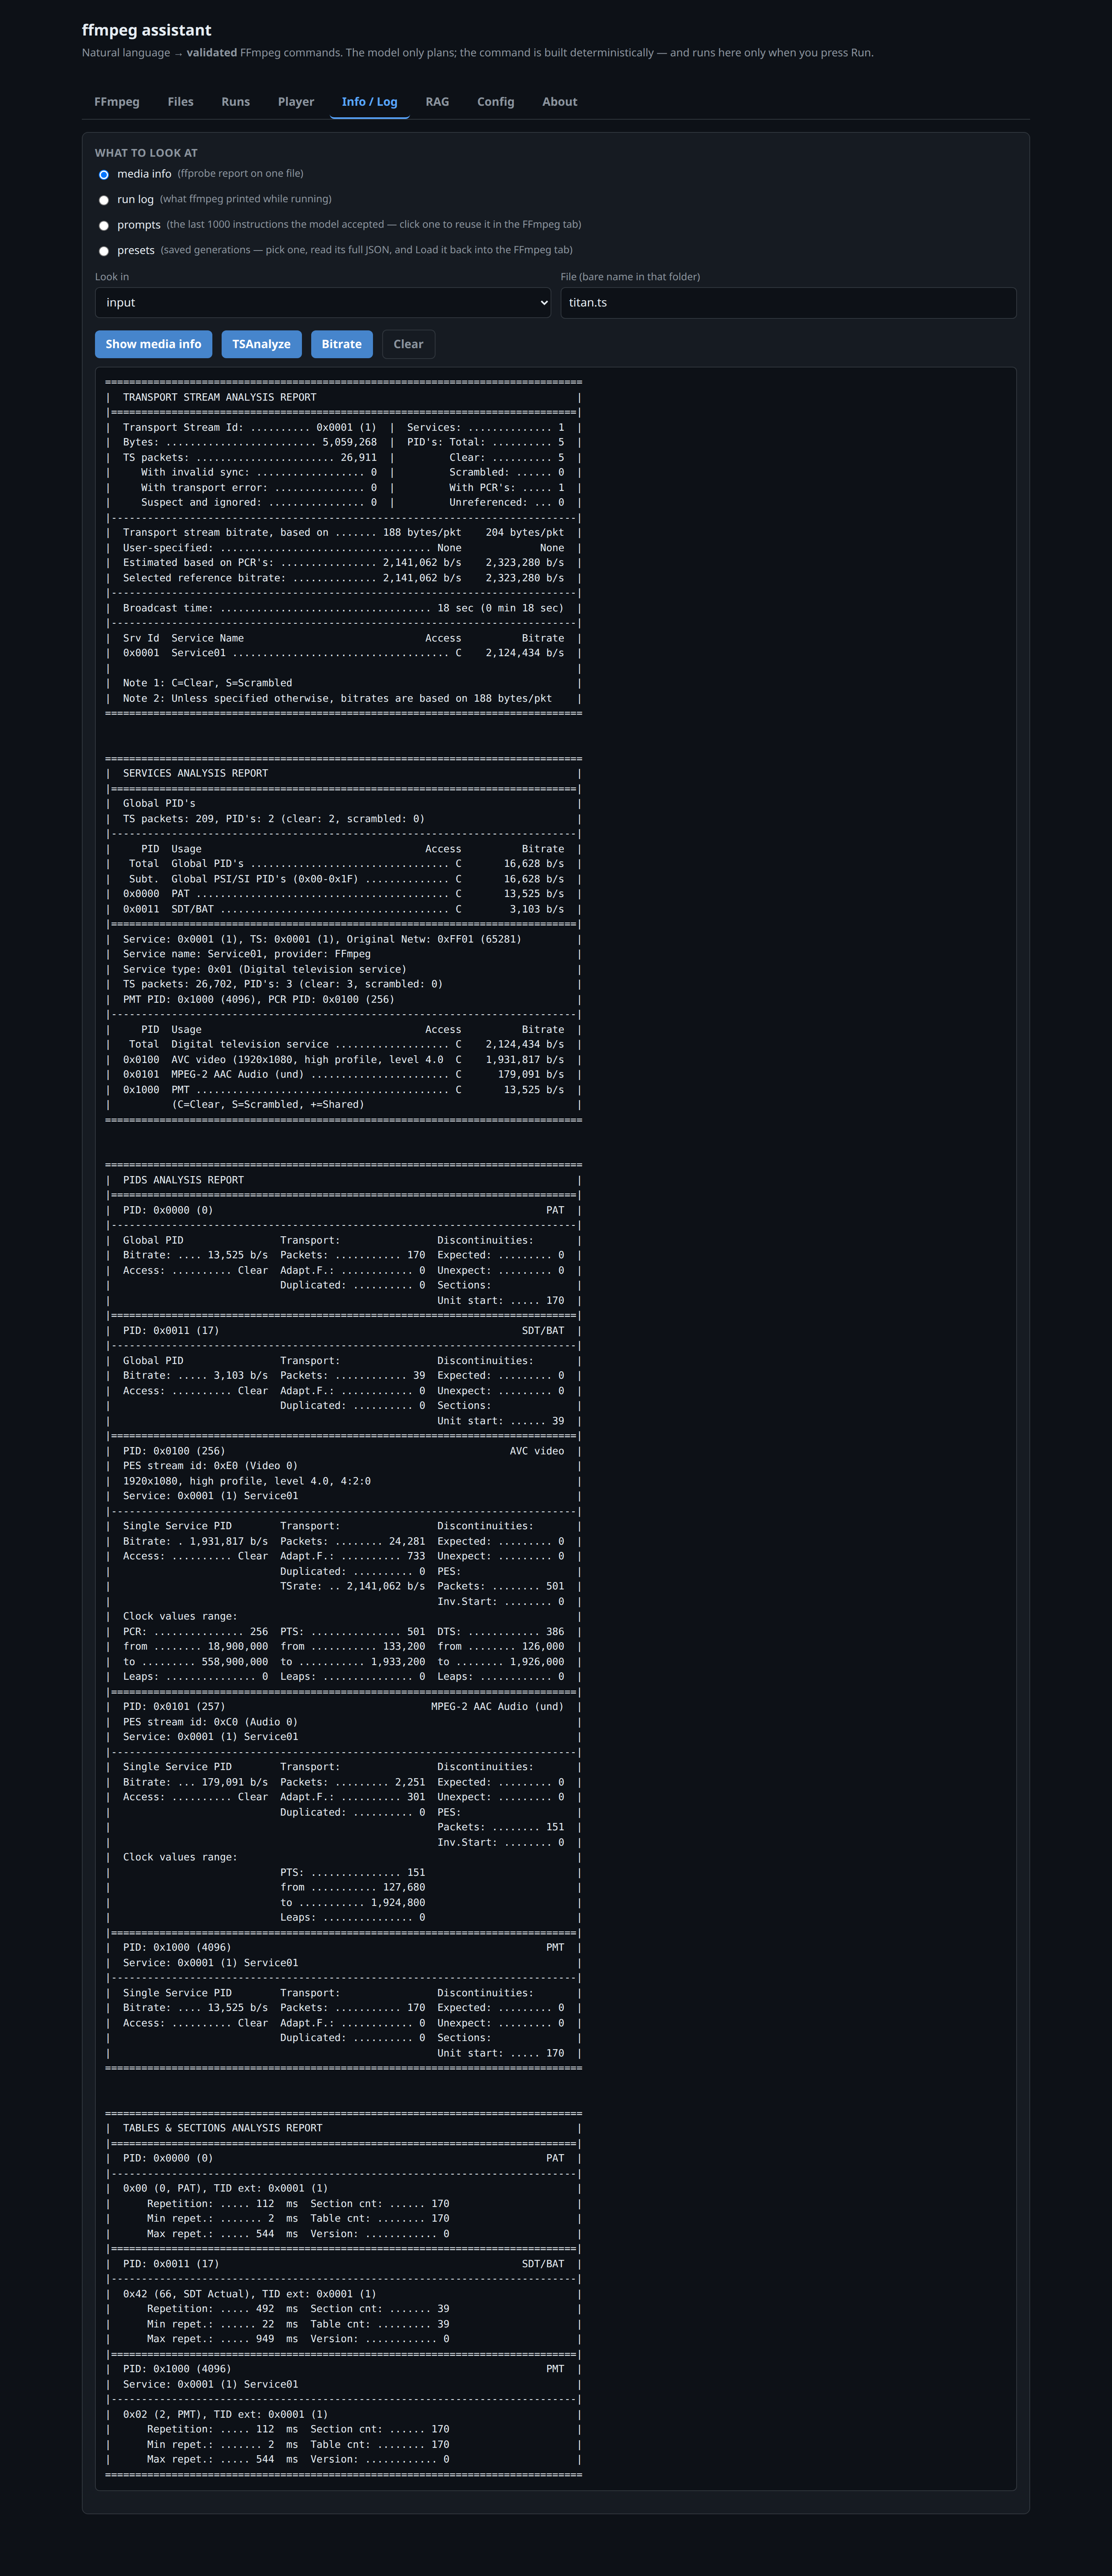 ffmpeg assistant
Natural language → validated FFmpeg commands. The model only plans; the command is built deterministically — and runs here only when you press Run.
FFmpeg Files Runs Player Info / Log RAG Config About
WHAT TO LOOK AT
media info (ffprobe report on one file)
run log (what ffmpeg printed while running)
prompts (the last 1000 instructions the model accepted — click one to reuse it in the FFmpeg tab)
presets (saved generations — pick one, read its full JSON, and Load it back into the FFmpeg tab)
Look in File (bare name in that folder)
input titan.ts
Show media info TSAnalyze Bitrate Clear
===============================================================================
|  TRANSPORT STREAM ANALYSIS REPORT                                           |
|=============================================================================|
|  Transport Stream Id: .......... 0x0001 (1)  |  Services: .............. 1  |
|  Bytes: ......................... 5,059,268  |  PID's: Total: .......... 5  |
|  TS packets: ....................... 26,911  |         Clear: .......... 5  |
|     With invalid sync: .................. 0  |         Scrambled: ...... 0  |
|     With transport error: ............... 0  |         With PCR's: ..... 1  |
|     Suspect and ignored: ................ 0  |         Unreferenced: ... 0  |
|-----------------------------------------------------------------------------|
|  Transport stream bitrate, based on ....... 188 bytes/pkt    204 bytes/pkt  |
|  User-specified: ................................... None             None  |
|  Estimated based on PCR's: ................ 2,141,062 b/s    2,323,280 b/s  |
|  Selected reference bitrate: .............. 2,141,062 b/s    2,323,280 b/s  |
|-----------------------------------------------------------------------------|
|  Broadcast time: ................................... 18 sec (0 min 18 sec)  |
|-----------------------------------------------------------------------------|
|  Srv Id  Service Name                              Access          Bitrate  |
|  0x0001  Service01 .................................... C    2,124,434 b/s  |
|                                                                             |
|  Note 1: C=Clear, S=Scrambled                                               |
|  Note 2: Unless specified otherwise, bitrates are based on 188 bytes/pkt    |
===============================================================================
===============================================================================
|  SERVICES ANALYSIS REPORT                                                   |
|=============================================================================|
|  Global PID's                                                               |
|  TS packets: 209, PID's: 2 (clear: 2, scrambled: 0)                         |
|-----------------------------------------------------------------------------|
|     PID  Usage                                     Access          Bitrate  |
|   Total  Global PID's ................................. C       16,628 b/s  |
|   Subt.  Global PSI/SI PID's (0x00-0x1F) .............. C       16,628 b/s  |
|  0x0000  PAT .......................................... C       13,525 b/s  |
|  0x0011  SDT/BAT ...................................... C        3,103 b/s  |
|=============================================================================|
|  Service: 0x0001 (1), TS: 0x0001 (1), Original Netw: 0xFF01 (65281)         |
|  Service name: Service01, provider: FFmpeg                                  |
|  Service type: 0x01 (Digital television service)                            |
|  TS packets: 26,702, PID's: 3 (clear: 3, scrambled: 0)                      |
|  PMT PID: 0x1000 (4096), PCR PID: 0x0100 (256)                              |
|-----------------------------------------------------------------------------|
|     PID  Usage                                     Access          Bitrate  |
|   Total  Digital television service ................... C    2,124,434 b/s  |
|  0x0100  AVC video (1920x1080, high profile, level 4.0  C    1,931,817 b/s  |
|  0x0101  MPEG-2 AAC Audio (und) ....................... C      179,091 b/s  |
|  0x1000  PMT .......................................... C       13,525 b/s  |
|          (C=Clear, S=Scrambled, +=Shared)                                   |
===============================================================================
===============================================================================
|  PIDS ANALYSIS REPORT                                                       |
|=============================================================================|
|  PID: 0x0000 (0)                                                       PAT  |
|-----------------------------------------------------------------------------|
|  Global PID                Transport:                Discontinuities:       |
|  Bitrate: .... 13,525 b/s  Packets: ........... 170  Expected: ......... 0  |
|  Access: .......... Clear  Adapt.F.: ............ 0  Unexpect: ......... 0  |
|                            Duplicated: .......... 0  Sections:              |
|                                                      Unit start: ..... 170  |
|=============================================================================|
|  PID: 0x0011 (17)                                                  SDT/BAT  |
|-----------------------------------------------------------------------------|
|  Global PID                Transport:                Discontinuities:       |
|  Bitrate: ..... 3,103 b/s  Packets: ............ 39  Expected: ......... 0  |
|  Access: .......... Clear  Adapt.F.: ............ 0  Unexpect: ......... 0  |
|                            Duplicated: .......... 0  Sections:              |
|                                                      Unit start: ...... 39  |
|=============================================================================|
|  PID: 0x0100 (256)                                               AVC video  |
|  PES stream id: 0xE0 (Video 0)                                              |
|  1920x1080, high profile, level 4.0, 4:2:0                                  |
|  Service: 0x0001 (1) Service01                                              |
|-----------------------------------------------------------------------------|
|  Single Service PID        Transport:                Discontinuities:       |
|  Bitrate: . 1,931,817 b/s  Packets: ........ 24,281  Expected: ......... 0  |
|  Access: .......... Clear  Adapt.F.: .......... 733  Unexpect: ......... 0  |
|                            Duplicated: .......... 0  PES:                   |
|                            TSrate: .. 2,141,062 b/s  Packets: ........ 501  |
|                                                      Inv.Start: ........ 0  |
|  Clock values range:                                                        |
|  PCR: ............... 256  PTS: ............... 501  DTS: ............ 386  |
|  from ........ 18,900,000  from ........... 133,200  from ........ 126,000  |
|  to ......... 558,900,000  to ........... 1,933,200  to ........ 1,926,000  |
|  Leaps: ............... 0  Leaps: ............... 0  Leaps: ............ 0  |
|=============================================================================|
|  PID: 0x0101 (257)                                  MPEG-2 AAC Audio (und)  |
|  PES stream id: 0xC0 (Audio 0)                                              |
|  Service: 0x0001 (1) Service01                                              |
|-----------------------------------------------------------------------------|
|  Single Service PID        Transport:                Discontinuities:       |
|  Bitrate: ... 179,091 b/s  Packets: ......... 2,251  Expected: ......... 0  |
|  Access: .......... Clear  Adapt.F.: .......... 301  Unexpect: ......... 0  |
|                            Duplicated: .......... 0  PES:                   |
|                                                      Packets: ........ 151  |
|                                                      Inv.Start: ........ 0  |
|  Clock values range:                                                        |
|                            PTS: ............... 151                         |
|                            from ........... 127,680                         |
|                            to ........... 1,924,800                         |
|                            Leaps: ............... 0                         |
|=============================================================================|
|  PID: 0x1000 (4096)                                                    PMT  |
|  Service: 0x0001 (1) Service01                                              |
|-----------------------------------------------------------------------------|
|  Single Service PID        Transport:                Discontinuities:       |
|  Bitrate: .... 13,525 b/s  Packets: ........... 170  Expected: ......... 0  |
|  Access: .......... Clear  Adapt.F.: ............ 0  Unexpect: ......... 0  |
|                            Duplicated: .......... 0  Sections:              |
|                                                      Unit start: ..... 170  |
===============================================================================
===============================================================================
|  TABLES & SECTIONS ANALYSIS REPORT                                          |
|=============================================================================|
|  PID: 0x0000 (0)                                                       PAT  |
|-----------------------------------------------------------------------------|
|  0x00 (0, PAT), TID ext: 0x0001 (1)                                         |
|      Repetition: ..... 112  ms  Section cnt: ...... 170                     |
|      Min repet.: ....... 2  ms  Table cnt: ........ 170                     |
|      Max repet.: ..... 544  ms  Version: ............ 0                     |
|=============================================================================|
|  PID: 0x0011 (17)                                                  SDT/BAT  |
|-----------------------------------------------------------------------------|
|  0x42 (66, SDT Actual), TID ext: 0x0001 (1)                                 |
|      Repetition: ..... 492  ms  Section cnt: ....... 39                     |
|      Min repet.: ...... 22  ms  Table cnt: ......... 39                     |
|      Max repet.: ..... 949  ms  Version: ............ 0                     |
|=============================================================================|
|  PID: 0x1000 (4096)                                                    PMT  |
|  Service: 0x0001 (1) Service01                                              |
|-----------------------------------------------------------------------------|
|  0x02 (2, PMT), TID ext: 0x0001 (1)                                         |
|      Repetition: ..... 112  ms  Section cnt: ...... 170                     |
|      Min repet.: ....... 2  ms  Table cnt: ........ 170                     |
|      Max repet.: ..... 544  ms  Version: ............ 0                     |
===============================================================================